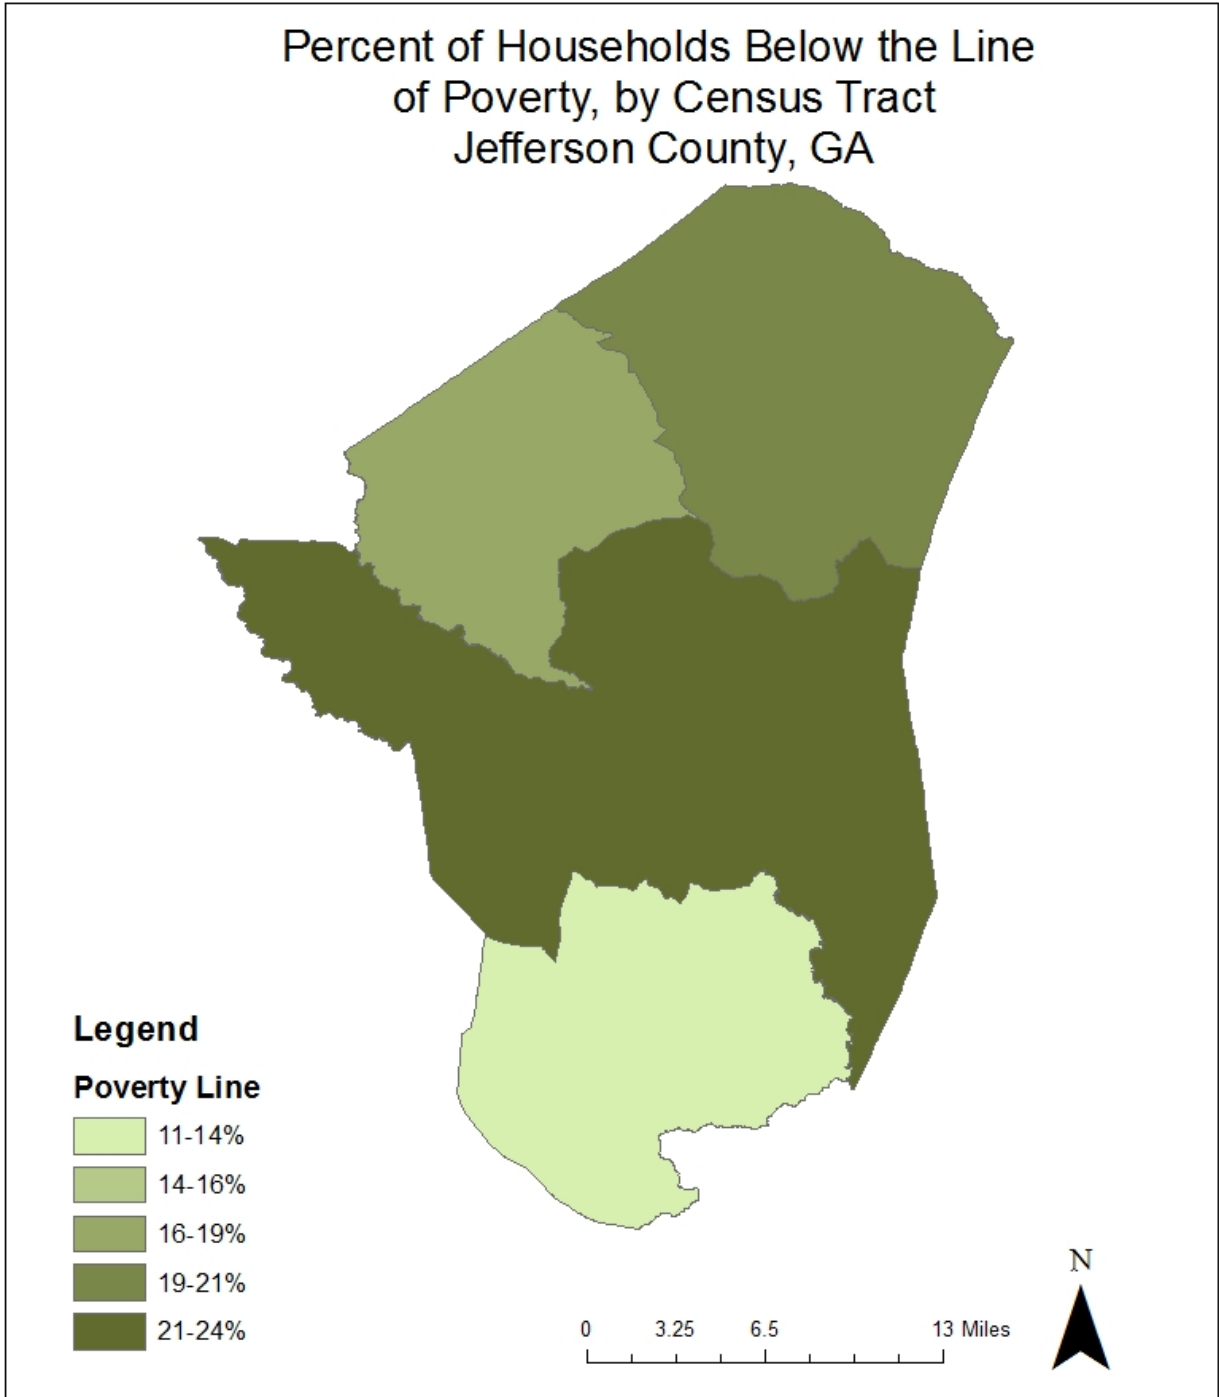 Percent of Households Below the Line
of Poverty, by Census Tract
Jefferson County, GA
Legend
Poverty Line
11-14%
14-16%
16-19%
19-21%
21-24%
N
0 3.25 6.5 13 Miles